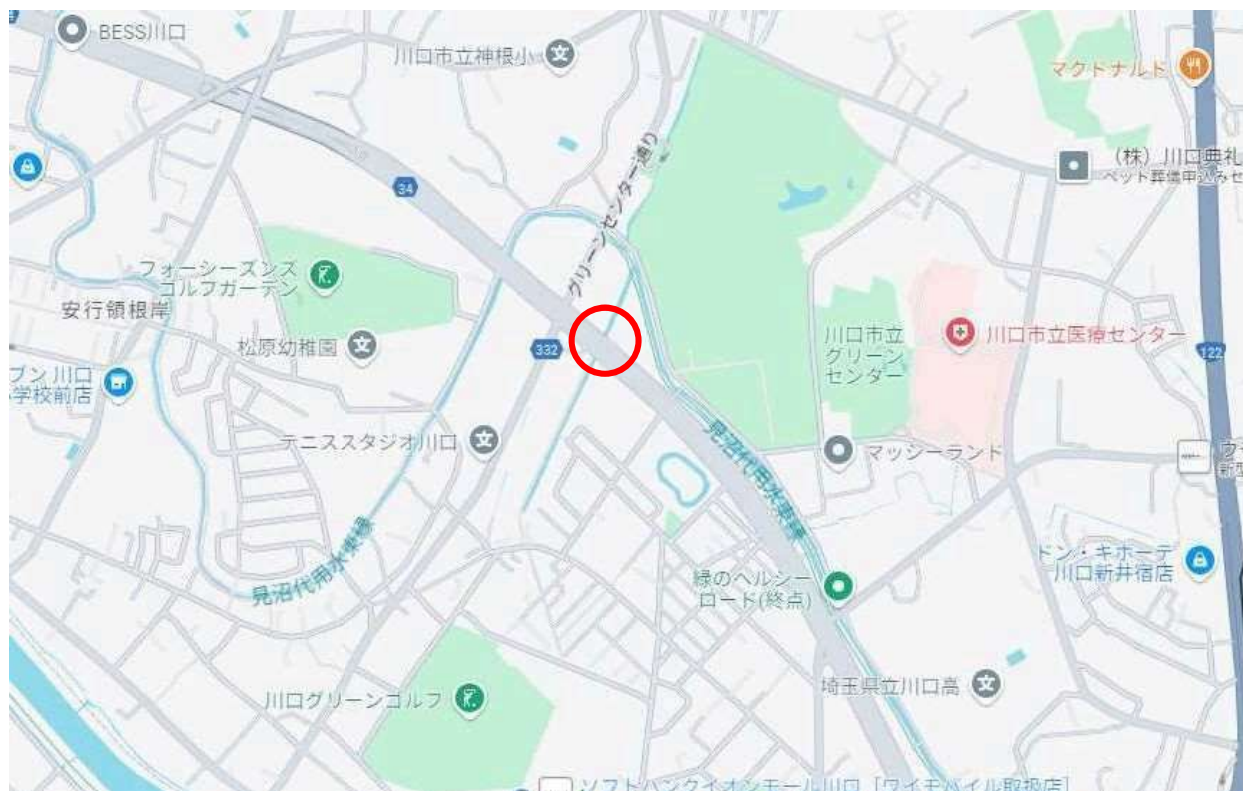 BESS川口
川口市立神根小
マクドナルド
(株)川口典礼
ペット葬儀申込みセ
34
グリーンセンター通り
フォーシーズンズ
ゴルフガーデン
安行領根岸
松原幼稚園
332
川口市立
グリーン
センター
川口市立医療センター
122
ブン 川口
学校前店
テニススタジオ川口
マッシーランド
見沼代用水東縁
見沼代用水東縁
緑のヘルシー
ロード(終点)
ドン・キホーテ
川口新井宿店
埼玉県立川口高
川口グリーンゴルフ
ソフトバンクイオンモール川口［ワイモバイル取扱店］